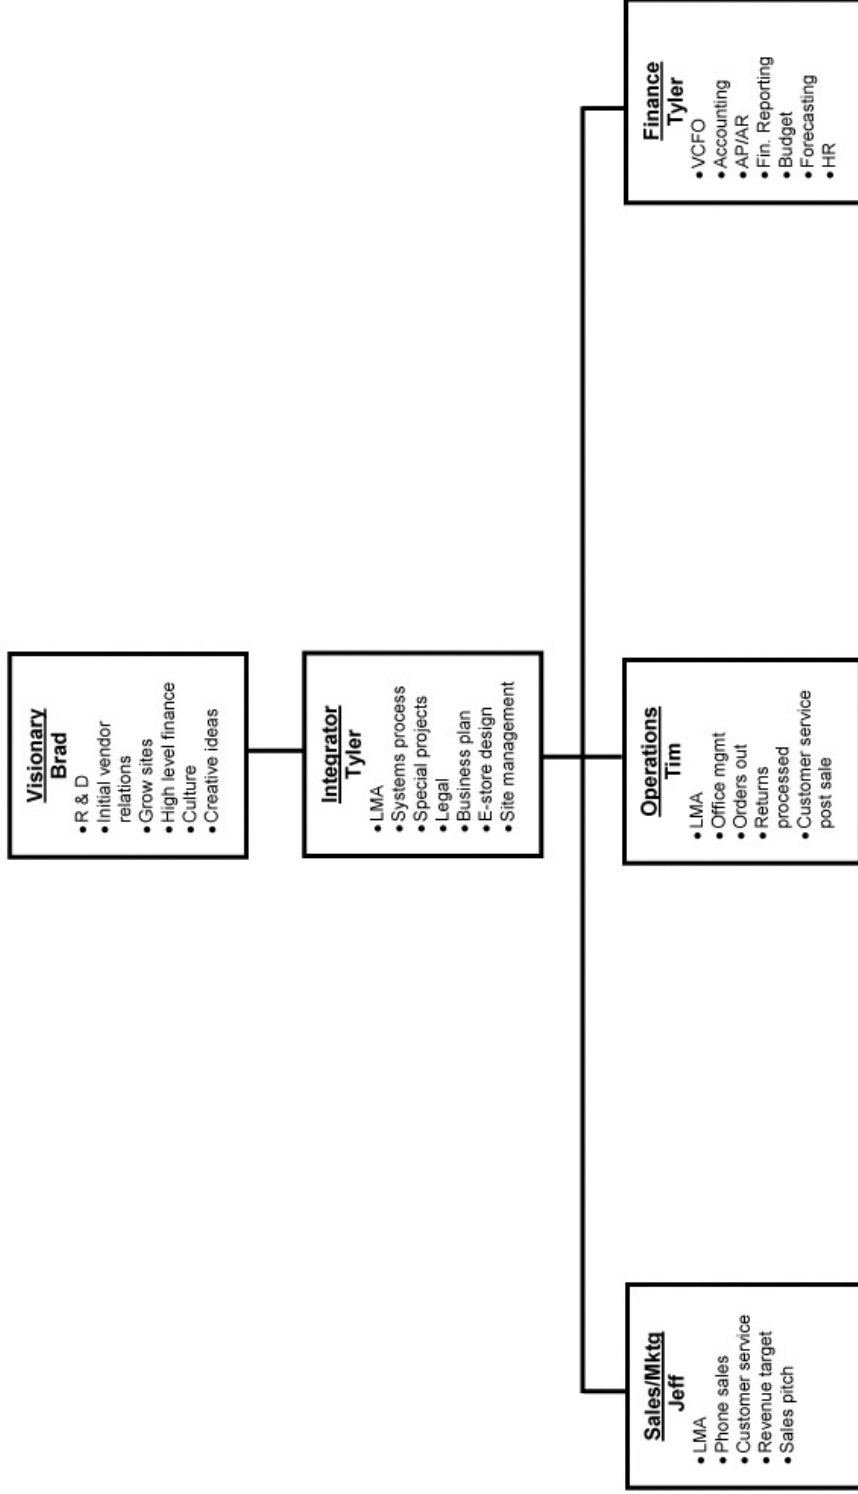 Visionary
Brad
• R & D
• Initial vendor
relations
• Grow sites
• High level finance
• Culture
• Creative ideas
Integrator
Tyler
• LMA
• Systems process
• Special projects
• Legal
• Business plan
• E-store design
• Site management
Sales/Mktg
Jeff
• LMA
• Phone sales
• Customer service
• Revenue target
• Sales pitch
Operations
Tim
• LMA
• Office mgmt
• Orders out
• Returns
processed
• Customer service
post sale
Finance
Tyler
• VCFO
• Accounting
• AP/AR
• Fin. Reporting
• Budget
• Forecasting
• HR